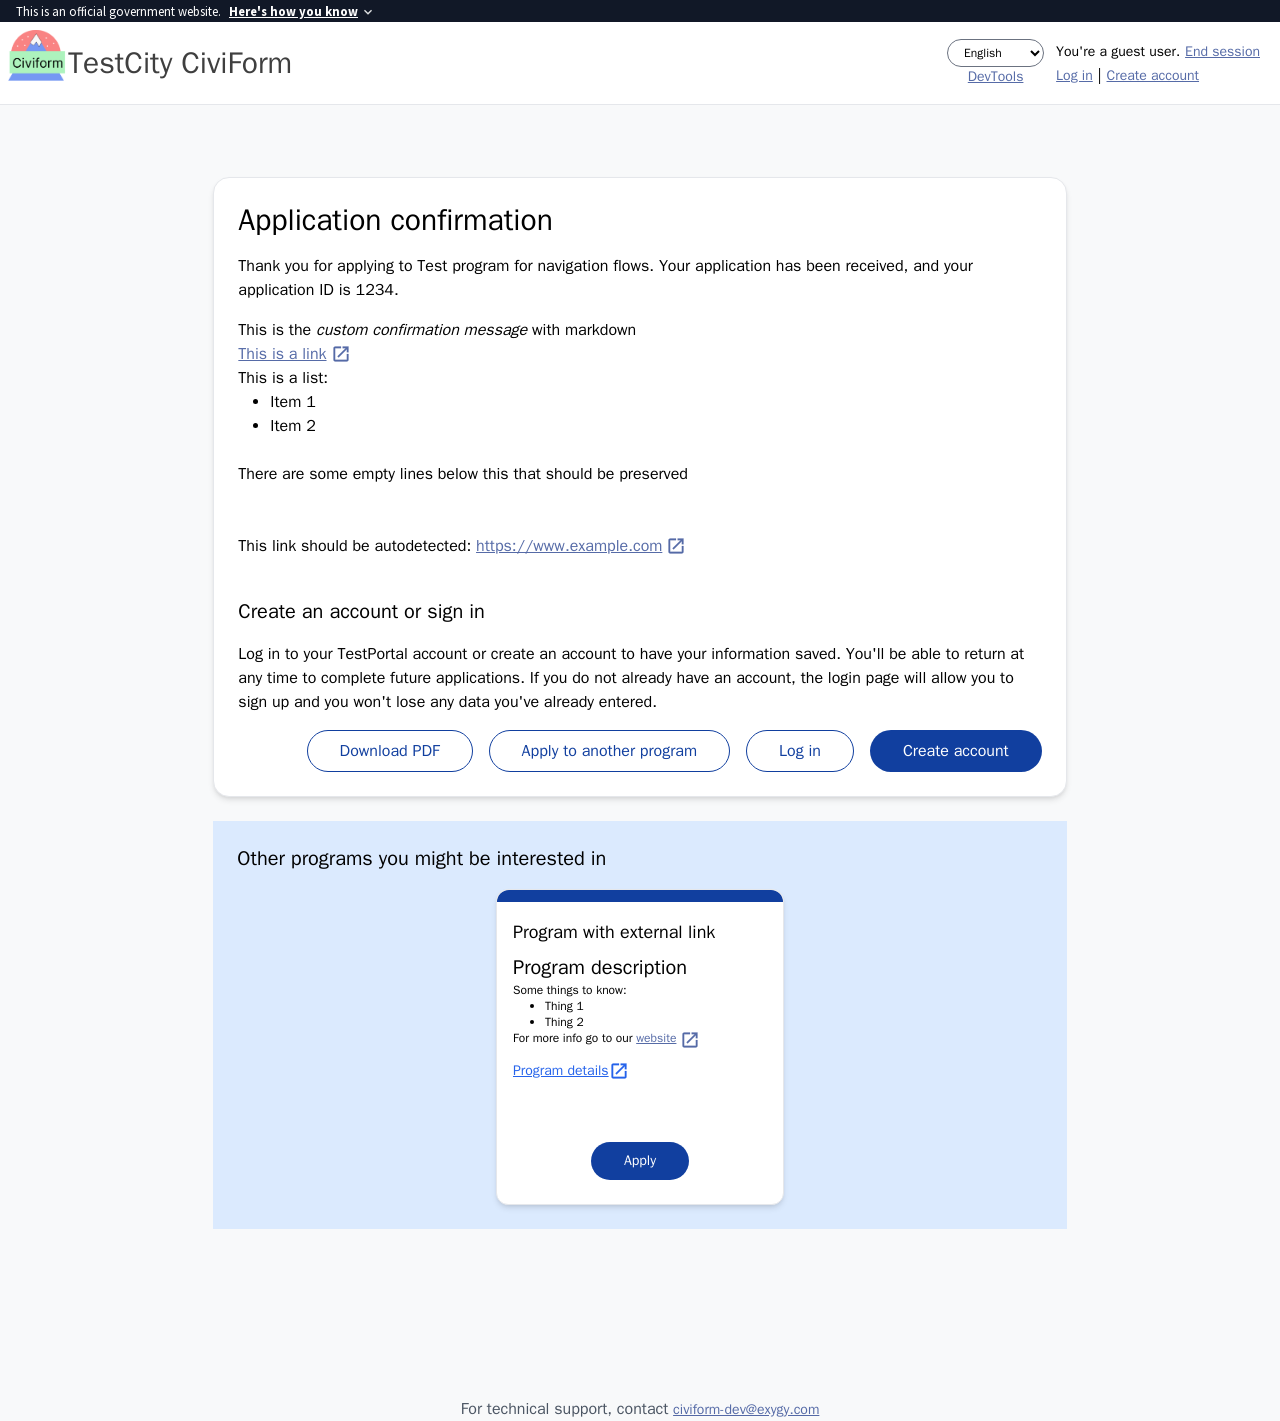 This is an official government website. Here's how you know
Civiform
TestCity CiviForm
English
DevTools
You're a guest user. End session
Log in | Create account
Application confirmation
Thank you for applying to Test program for navigation flows. Your application has been received, and your
application ID is 1234.
This is the custom confirmation message with markdown
This is a link
This is a list:
• Item 1
• Item 2
There are some empty lines below this that should be preserved
This link should be autodetected: https://www.example.com
Create an account or sign in
Log in to your TestPortal account or create an account to have your information saved. You'll be able to return at
any time to complete future applications. If you do not already have an account, the login page will allow you to
sign up and you won't lose any data you've already entered.
Download PDF Apply to another program Log in Create account
Other programs you might be interested in
Program with external link
Program description
Some things to know:
• Thing 1
• Thing 2
For more info go to our website
Program details
Apply
For technical support, contact civiform-dev@exygy.com